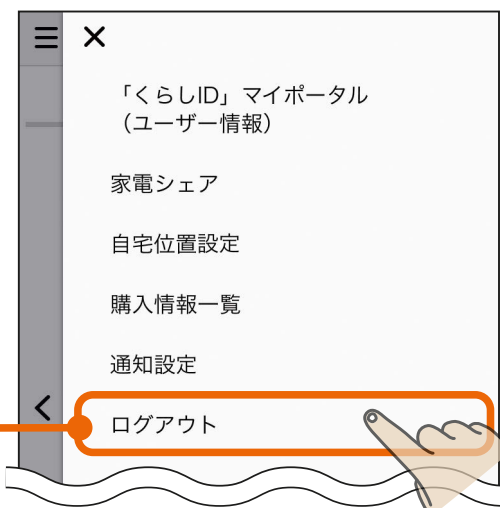 「くらしID」マイポータル
（ユーザー情報）
家電シェア
自宅位置設定
購入情報一覧
通知設定
ログアウト